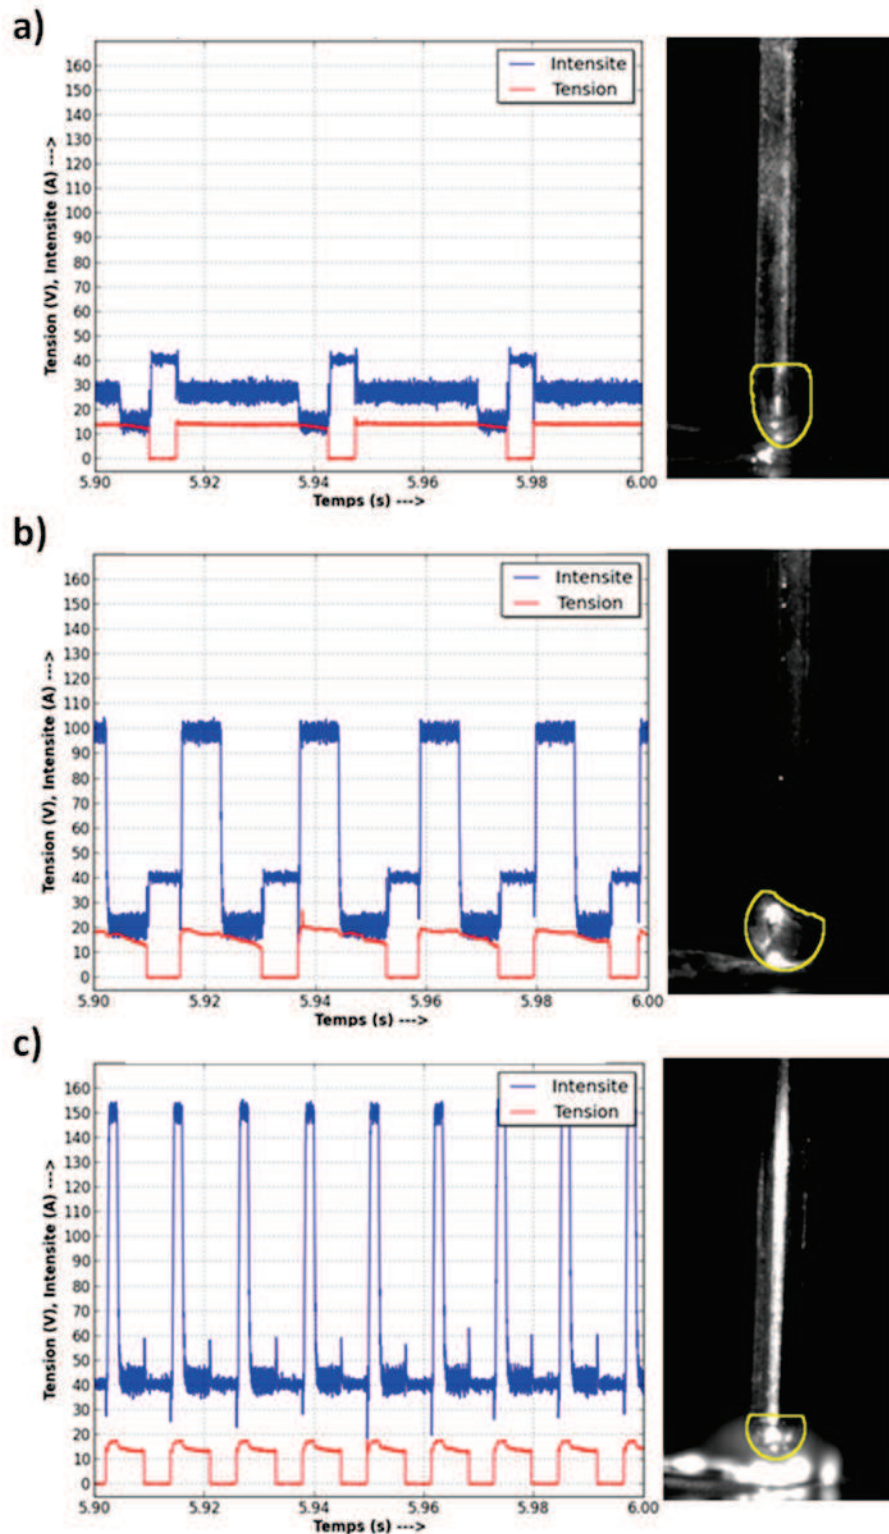 a)
Tension (V), Intensite (A) --->
160
150
140
130
120
110
100
90
80
70
60
50
40
30
20
10
0
Intensite
Tension
5.90 5.92 5.94 5.96 5.98 6.00
Temps (s) --->
b)
Tension (V), Intensite (A) --->
160
150
140
130
120
110
100
90
80
70
60
50
40
30
20
10
0
Intensite
Tension
5.90 5.92 5.94 5.96 5.98 6.00
Temps (s) --->
c)
Tension (V), Intensite (A) --->
160
150
140
130
120
110
100
90
80
70
60
50
40
30
20
10
0
Intensite
Tension
5.90 5.92 5.94 5.96 5.98 6.00
Temps (s) --->